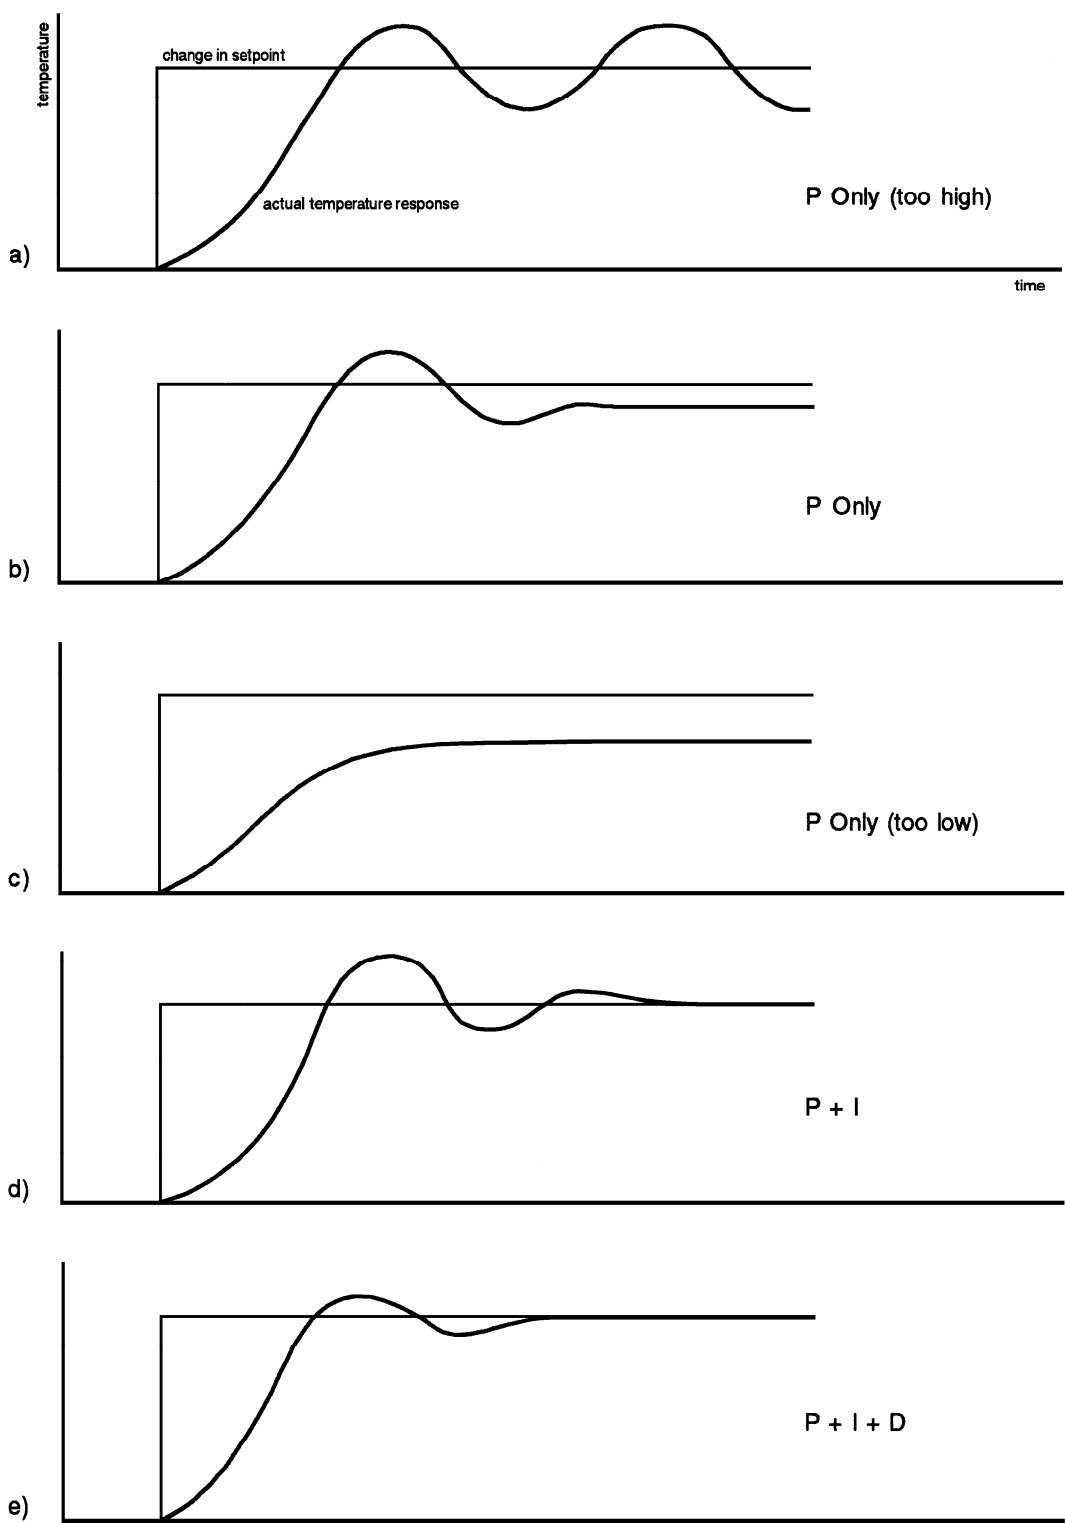 temperature
change in setpoint
actual temperature response
P Only (too high)
a)
time
P Only
b)
P Only (too low)
c)
P + I
d)
P + I + D
e)